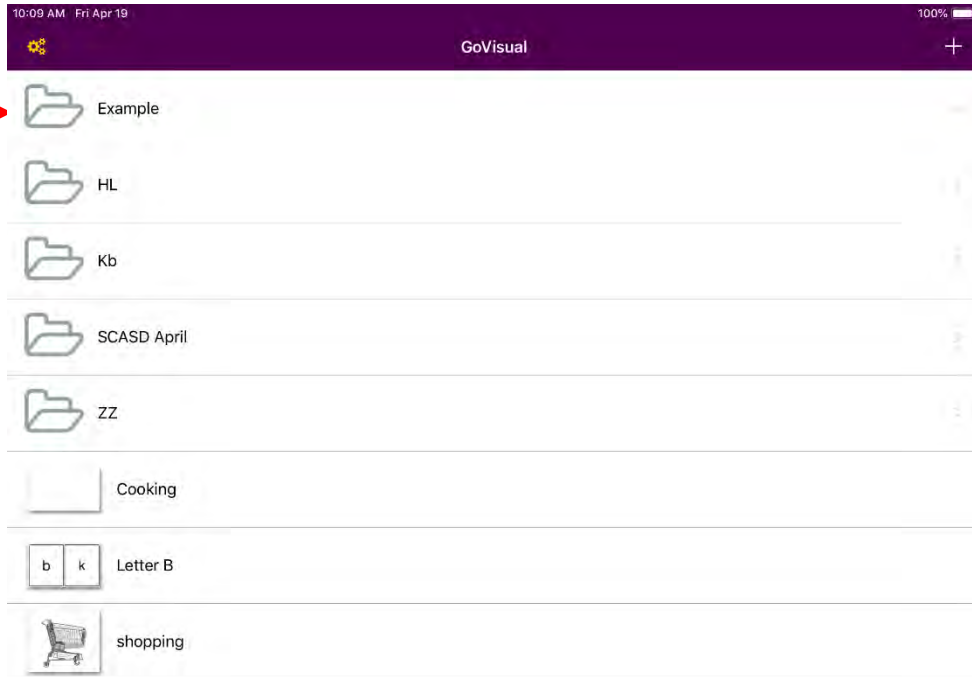 10:09 AM Fri Apr 19 100%
GoVisual
Example
HL
Kb
SCASD April
ZZ
Cooking
b k Letter B
shopping